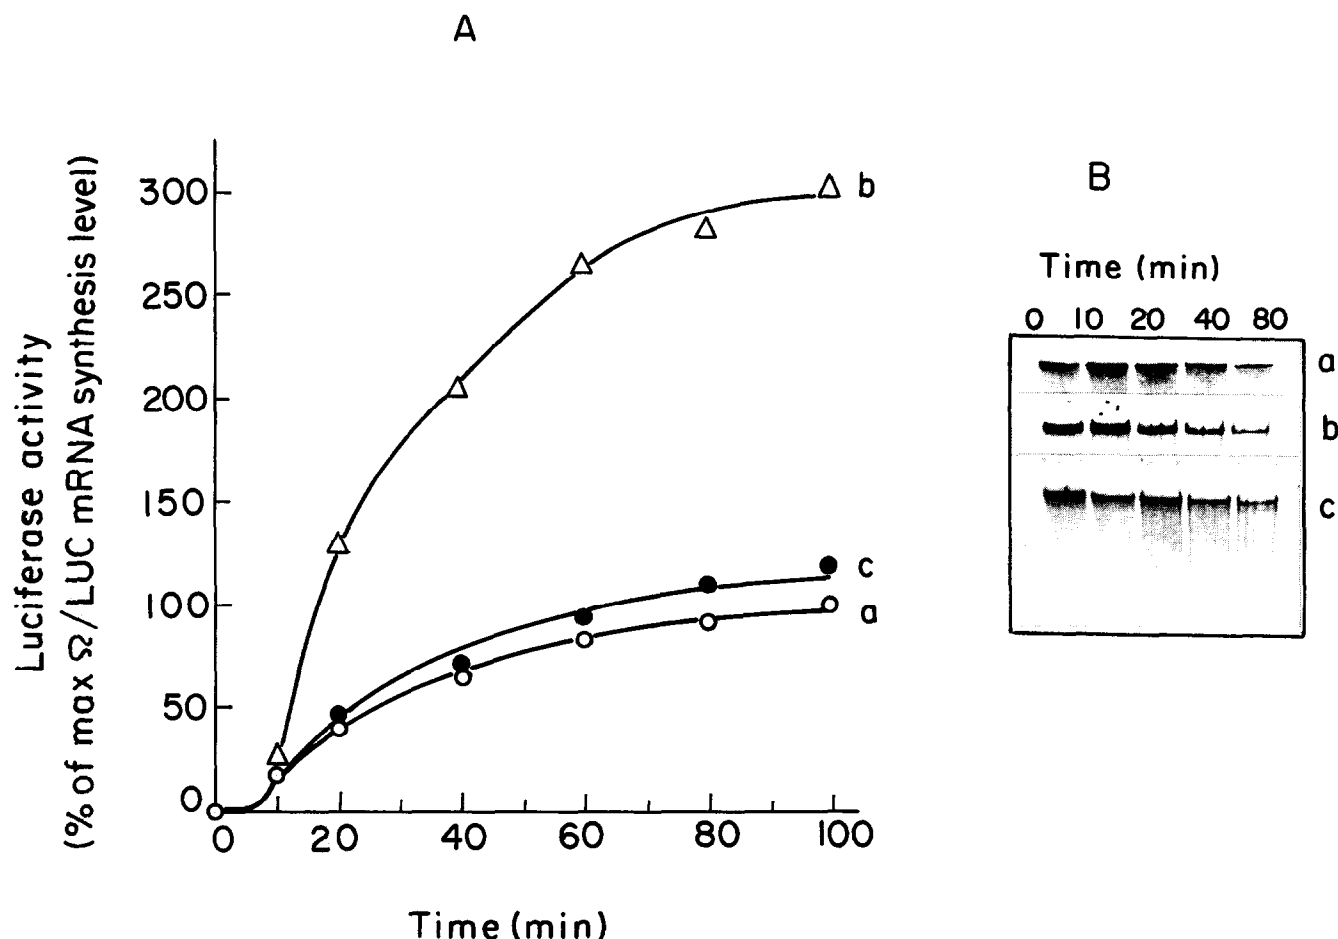 A
Luciferase activity
(% of max Ω/LUC mRNA synthesis level)
300
250
200
150
100
50
0
0 20 40 60 80 100
Time (min)
b
c
a
B
Time (min)
0 10 20 40 80
a
b
c